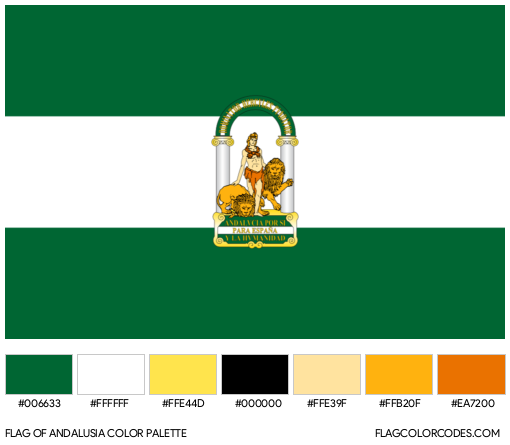 ANDALUCIA POR SI
PARA ESPAÑA
Y LA HUMANIDAD
#006633 #FFFFFF #FFE44D #000000 #FFE39F #FFB20F #EA7200
FLAG OF ANDALUSIA COLOR PALETTE FLAGCOLORCODES.COM